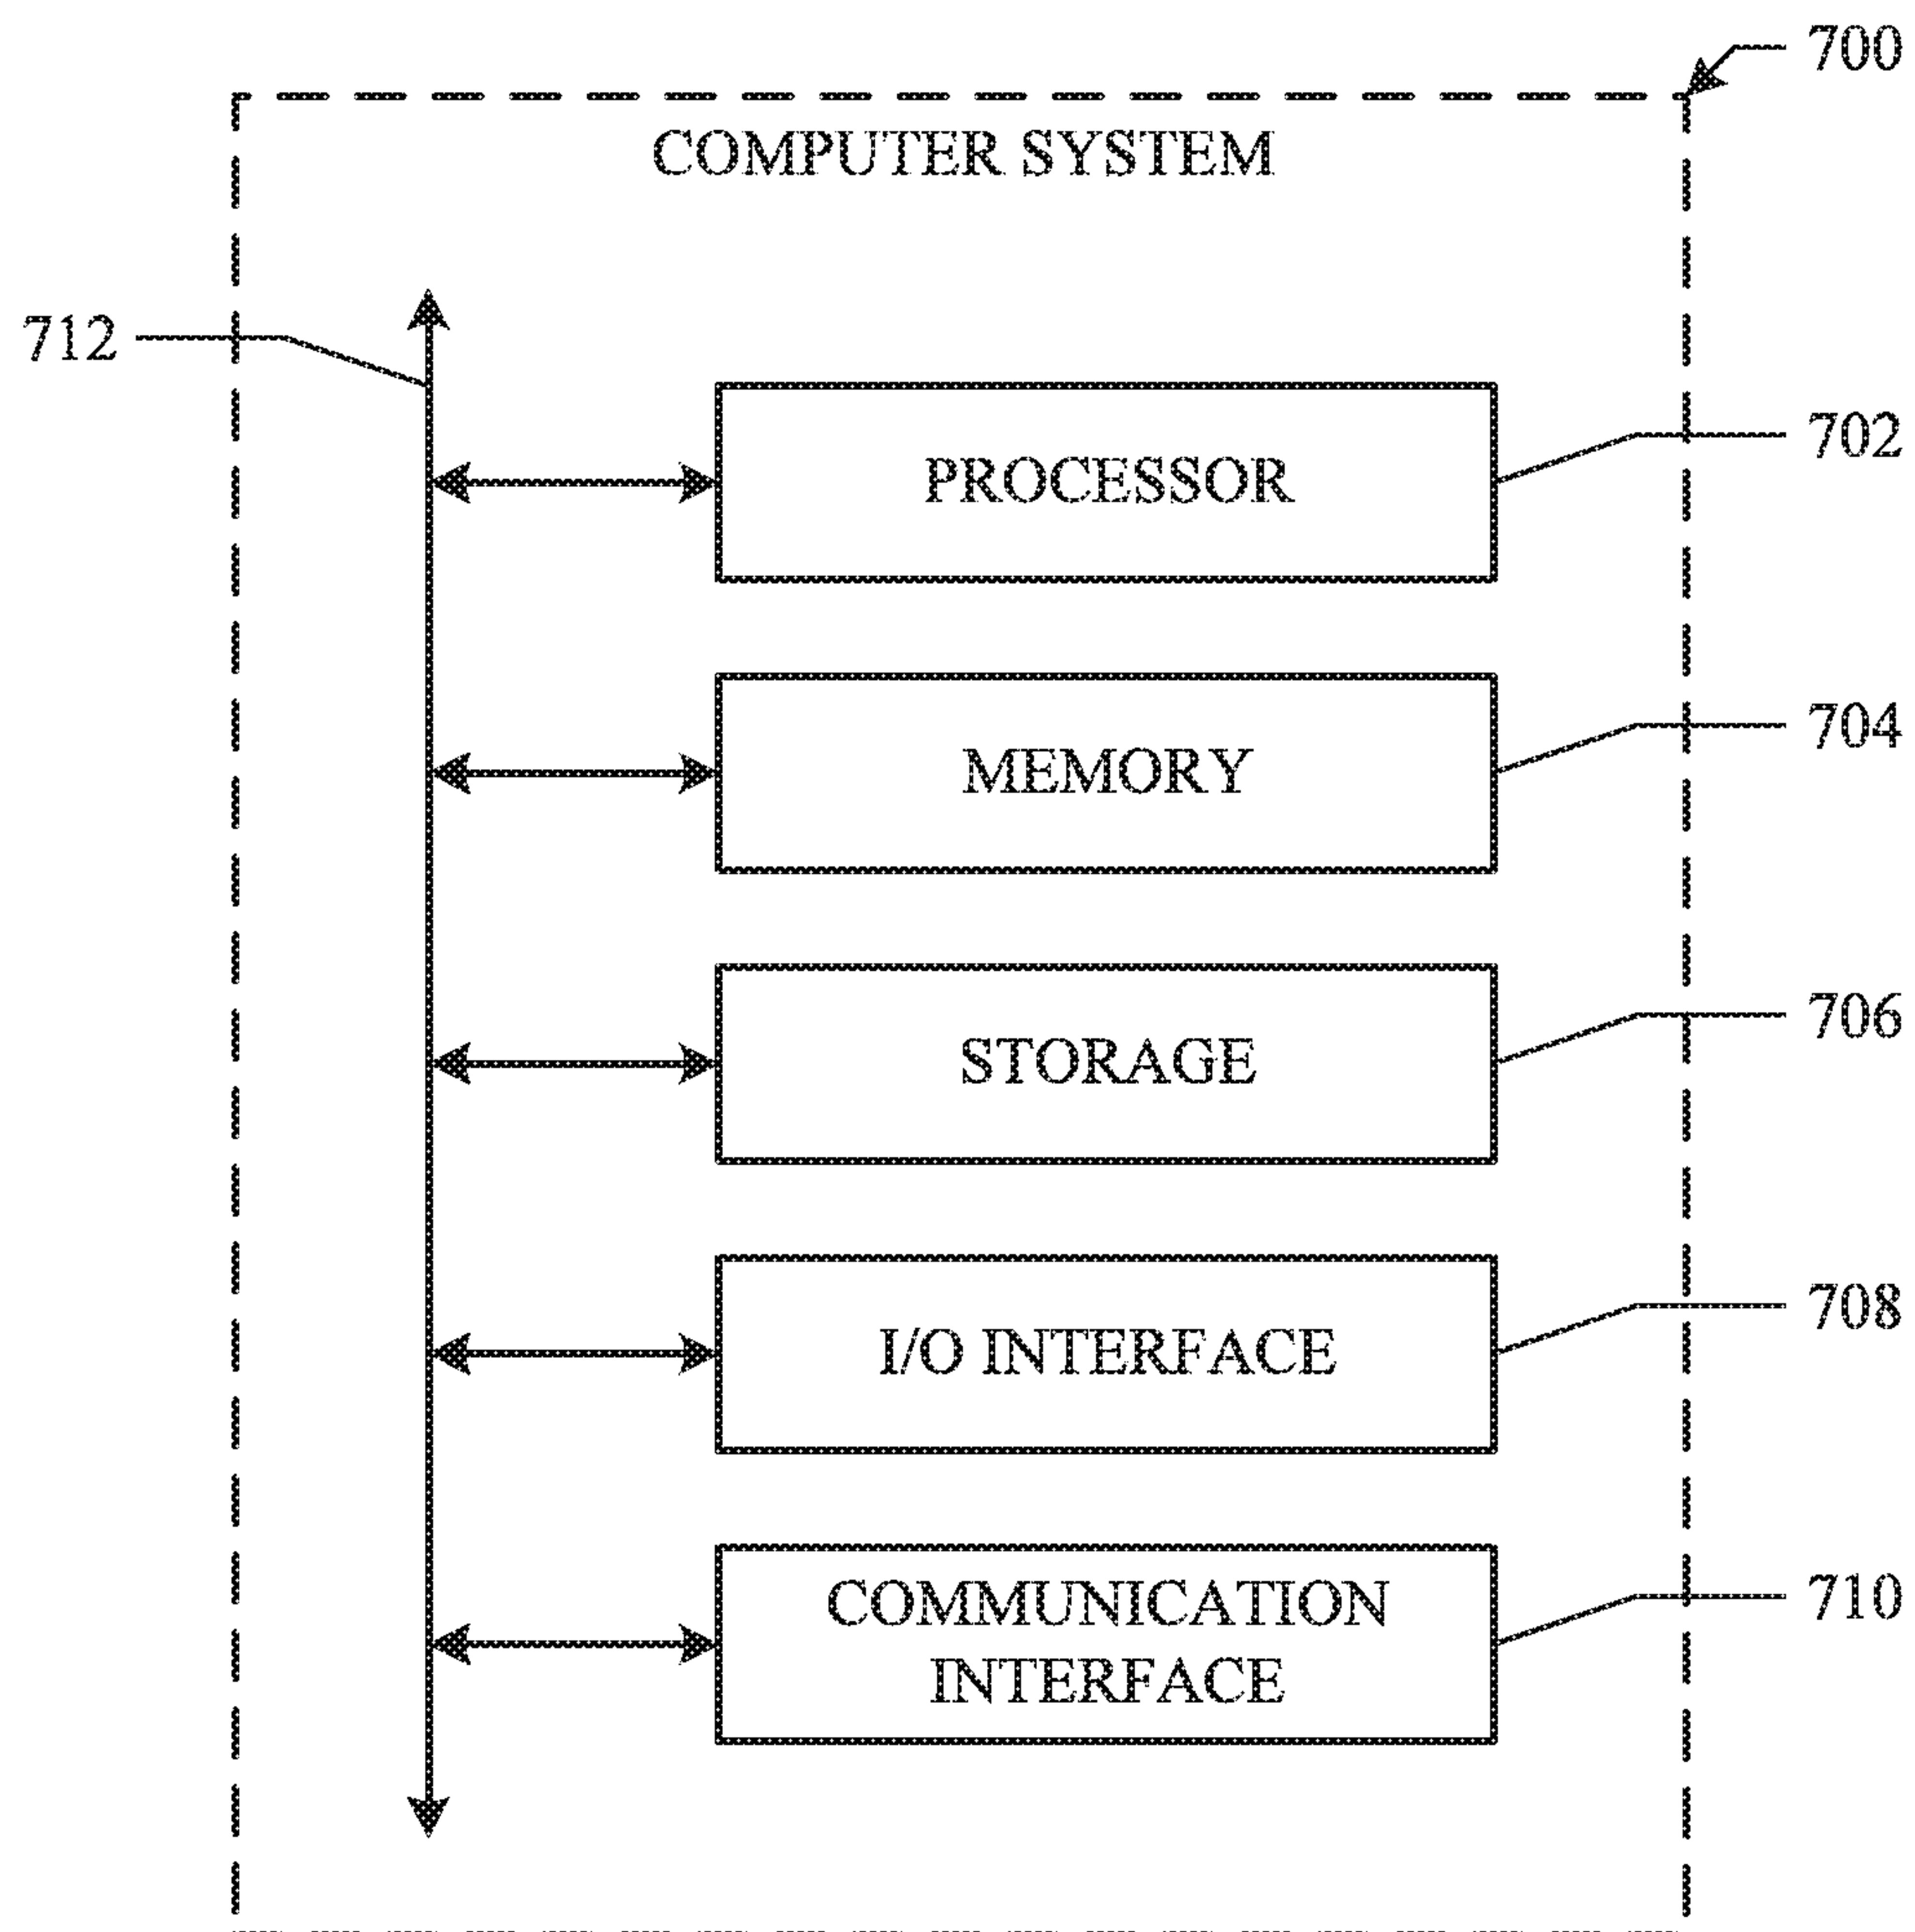 700
COMPUTER SYSTEM
712
702
PROCESSOR
704
MEMORY
706
STORAGE
708
I/O INTERFACE
710
COMMUNICATION
INTERFACE